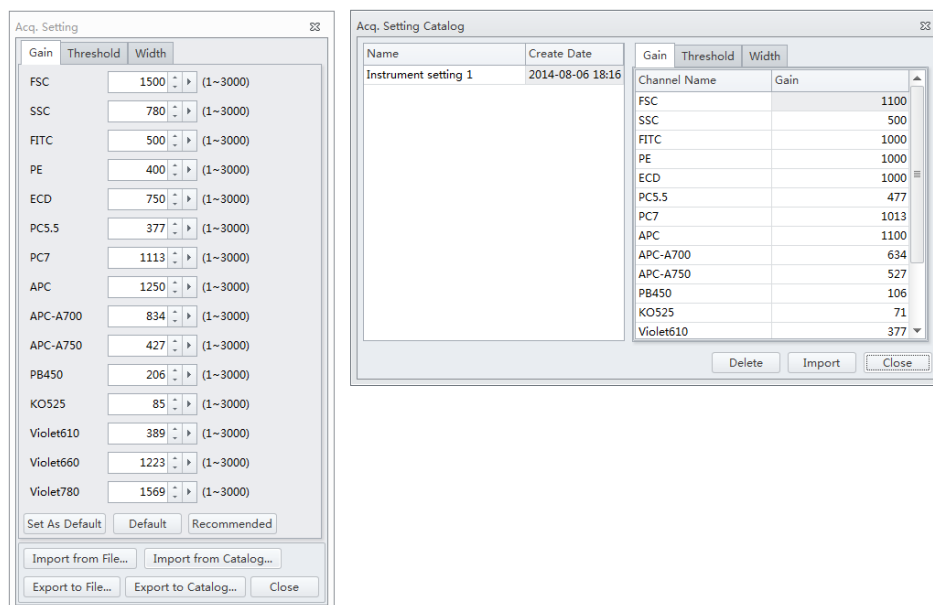 Acq. Setting
Gain Threshold Width
FSC 1500 (1~3000)
SSC 780 (1~3000)
FITC 500 (1~3000)
PE 400 (1~3000)
ECD 750 (1~3000)
PC5.5 377 (1~3000)
PC7 1113 (1~3000)
APC 1250 (1~3000)
APC-A700 834 (1~3000)
APC-A750 427 (1~3000)
PB450 206 (1~3000)
KO525 85 (1~3000)
Violet610 389 (1~3000)
Violet660 1223 (1~3000)
Violet780 1569 (1~3000)
Set As Default Default Recommended
Import from File... Import from Catalog...
Export to File... Export to Catalog... Close
Acq. Setting Catalog
Name Create Date
Instrument setting 1 2014-08-06 18:16
Gain Threshold Width
Channel Name Gain
FSC 1100
SSC 500
FITC 1000
PE 1000
ECD 1000
PC5.5 477
PC7 1013
APC 1100
APC-A700 634
APC-A750 527
PB450 106
KO525 71
Violet610 377
Delete Import Close